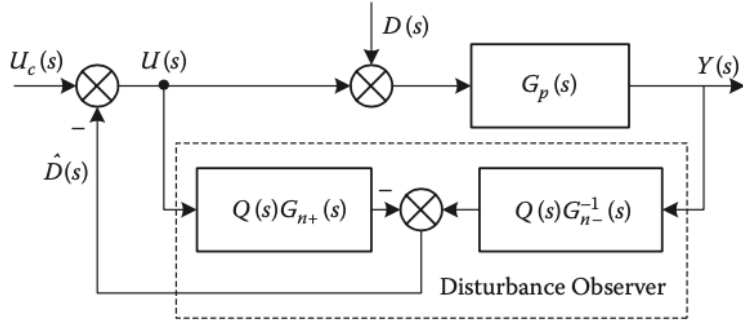 D(s)
U_c(s)
U(s)
G_p(s)
Y(s)
−
D̂(s)
Q(s)G_{n+}(s)
−
Q(s)G_{n−}^{−1}(s)
Disturbance Observer